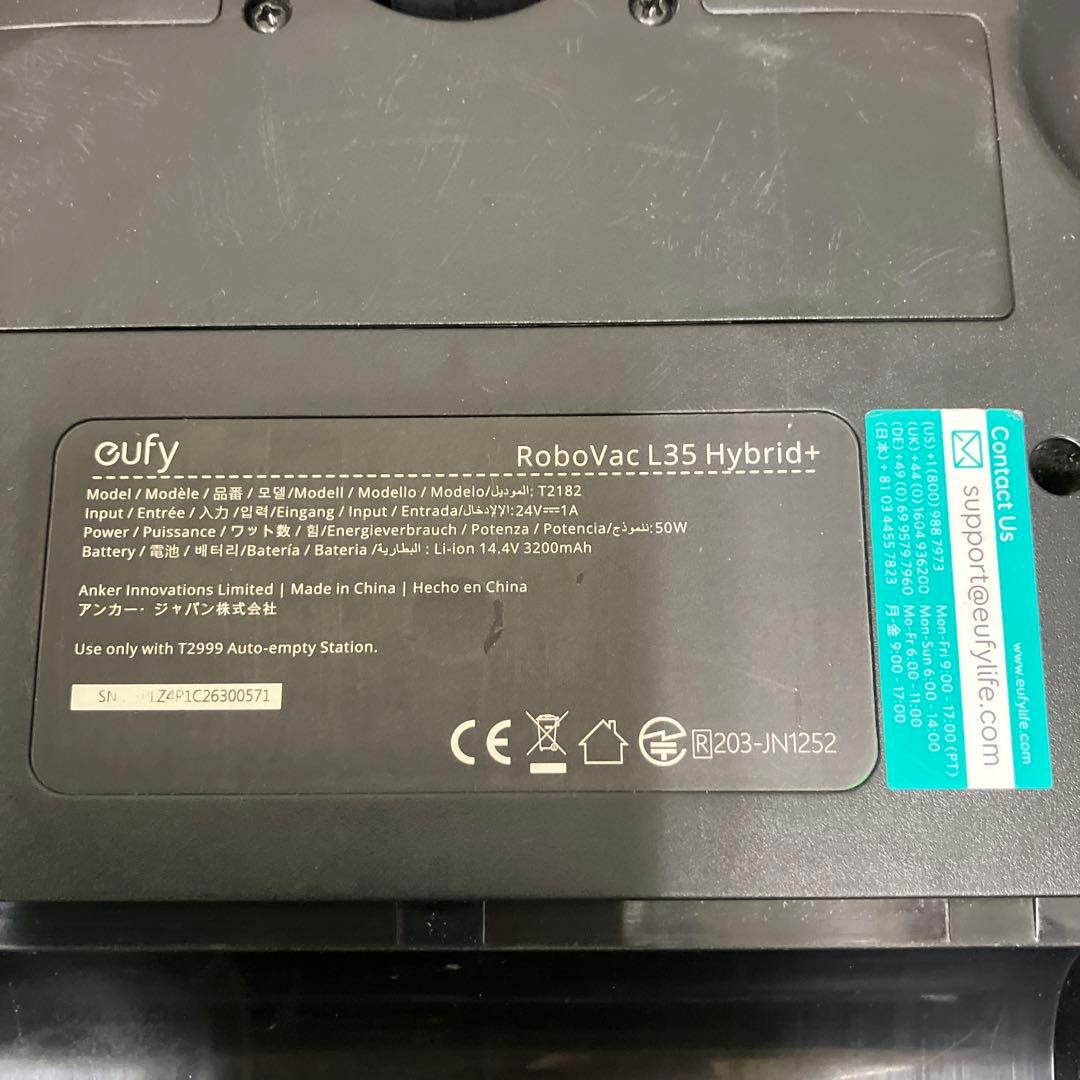 eufy
RoboVac L35 Hybrid+
Model / Modèle / 品番 / 모델/Modell / Modello / Modelo/الموديل: T2182
Input / Entrée / 入力 /입력/Eingang / Input / Entrada/الإدخال:24V⎓1A
Power / Puissance / ワット数 / 힘/Energieverbrauch / Potenza / Potencia/نموذج:50W
Battery / 電池 / 배터리/Batería / Bateria /البطارية : Li-ion 14.4V 3200mAh
Anker Innovations Limited | Made in China | Hecho en China
アンカー・ジャパン株式会社
Use only with T2999 Auto-empty Station.
SN LZ4P1C26300571
CE
R 203-JN1252
Contact Us
support@eufylife.com
(US) +1(800) 988 7973 Mon-Fri 9:00 - 17:00 (PT)
(UK) +44 (0) 1604 936200 Mon-Sun 6:00 - 14:00
(DE) +49 (0) 69 9579 7960 Mo-Fr 6:00 - 11:00
(日本) +81 03 4455 7823 月-金 9:00 - 17:00
www.eufylife.com